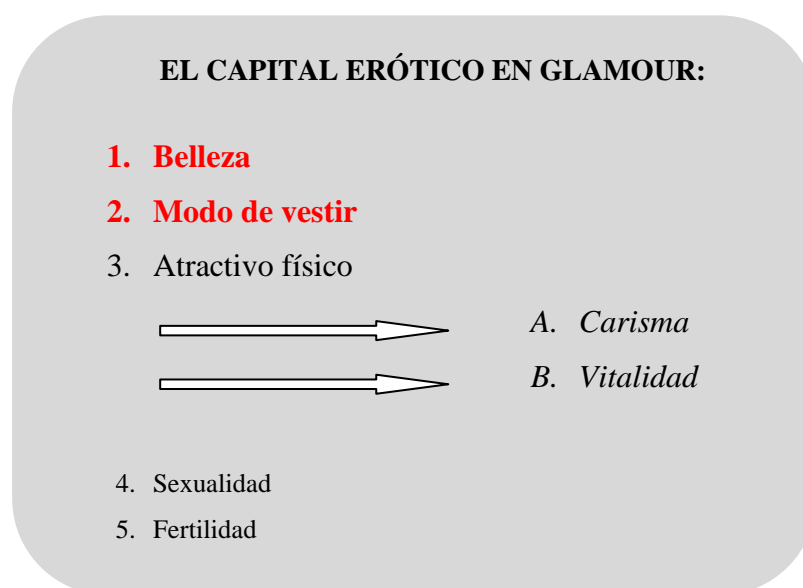 EL CAPITAL ERÓTICO EN GLAMOUR:
1. Belleza
2. Modo de vestir
3. Atractivo físico
A. Carisma
B. Vitalidad
4. Sexualidad
5. Fertilidad